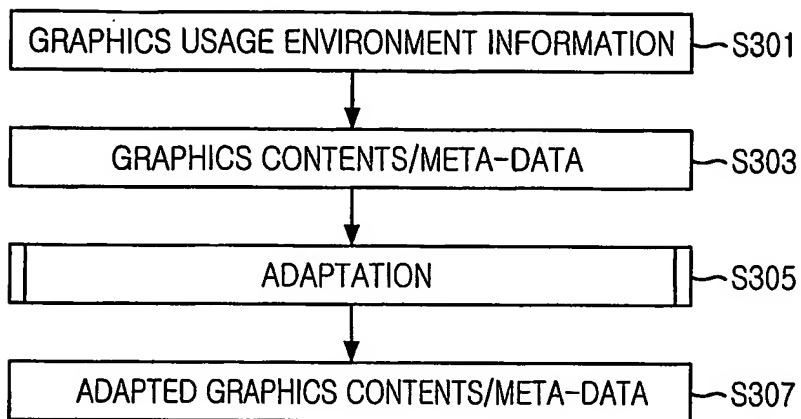 GRAPHICS USAGE ENVIRONMENT INFORMATION S301
GRAPHICS CONTENTS/META-DATA S303
ADAPTATION S305
ADAPTED GRAPHICS CONTENTS/META-DATA S307